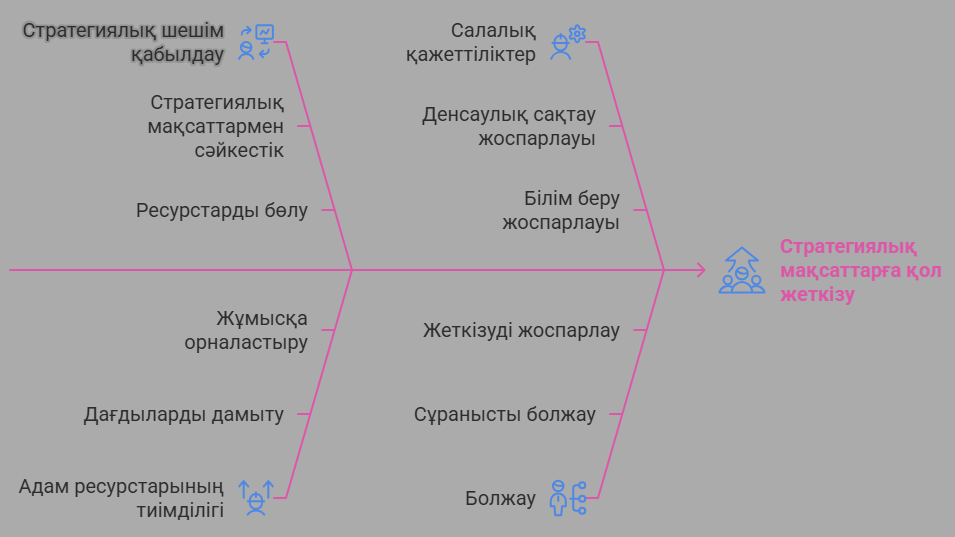 Стратегиялық шешім
қабылдау
Стратегиялық
мақсаттармен
сәйкестік
Ресурстарды бөлу
Салалық
қажеттіліктер
Денсаулық сақтау
жоспарлауы
Білім беру
жоспарлауы
Стратегиялық
мақсаттарға қол
жеткізу
Жұмысқа
орналастыру
Дағдыларды дамыту
Адам ресурстарының
тиімділігі
Жеткізуді жоспарлау
Сұранысты болжау
Болжау